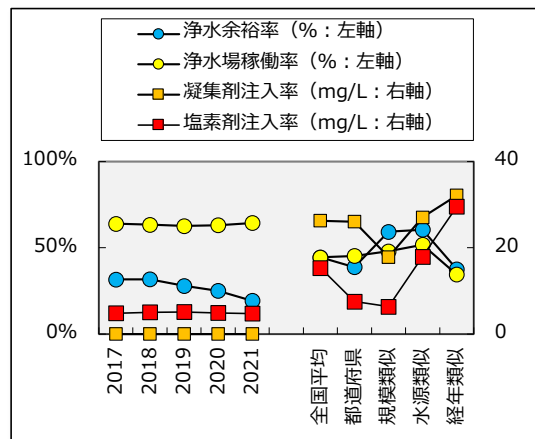 浄水余裕率（%：左軸）
浄水場稼働率（%：左軸）
凝集剤注入率（mg/L：右軸）
塩素剤注入率（mg/L：右軸）
100%
50%
0%
40
20
0
2017
2018
2019
2020
2021
全国平均
都道府県
規模類似
水源類似
経年類似